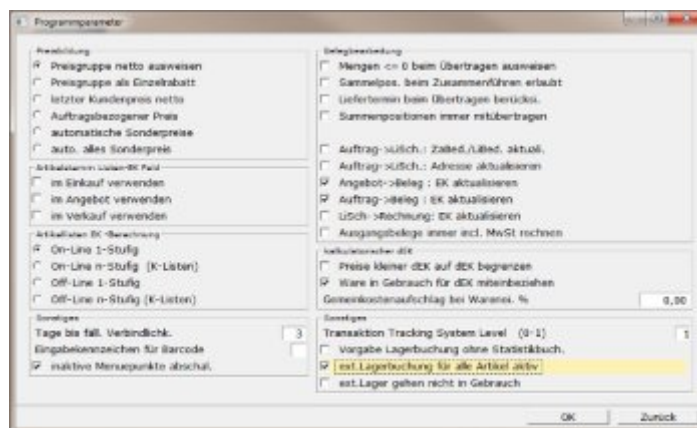 Programmparameter
Preisbildung
Preisgruppe netto ausweisen
Preisgruppe als Einzelrabatt
letzter Kundenpreis netto
Auftragsbezogener Preis
automatische Sonderpreise
auto. alles Sonderpreis
Artikelstamm Listen-EK Feld
im Einkauf verwenden
im Angebot verwenden
im Verkauf verwenden
Artikellisten EK-Berechnung
On-Line 1-Stufig
On-Line n-Stufig (K-Listen)
Off-Line 1-Stufig
Off-Line n-Stufig (K-Listen)
Sonstiges
Tage bis fäll. Verbindlichk. 3
Eingabekennzeichen für Barcode
inaktive Menuepunkte abschal.
Belegbearbeitung
Mengen <= 0 beim Übertragen ausweisen
Sammelpos. beim Zusammenführen erlaubt
Liefertermin beim Übertragen berücksi.
Summenpositionen immer mitübertragen
Auftrag->LiSch.: ZaBed./LiBed. aktuali.
Auftrag->LiSch.: Adresse aktualisieren
Angebot->Beleg : EK aktualisieren
Auftrag->Beleg : EK aktualisieren
LiSch->Rechnung: EK aktualisieren
Ausgangsbelege immer incl. MwSt rechnen
kalkulatorischer dEK
Preise kleiner dEK auf dEK begrenzen
Ware in Gebrauch für dEK miteinbeziehen
Gemeinkostenaufschlag bei Warenei. % 0,00
Sonstiges
Transaktion Tracking System Level (0-1) 1
Vorgabe Lagerbuchung ohne Statistikbuch.
ext.Lagerbuchung für alle Artikel aktiv
ext.Lager gehen nicht in Gebrauch
OK Zurück